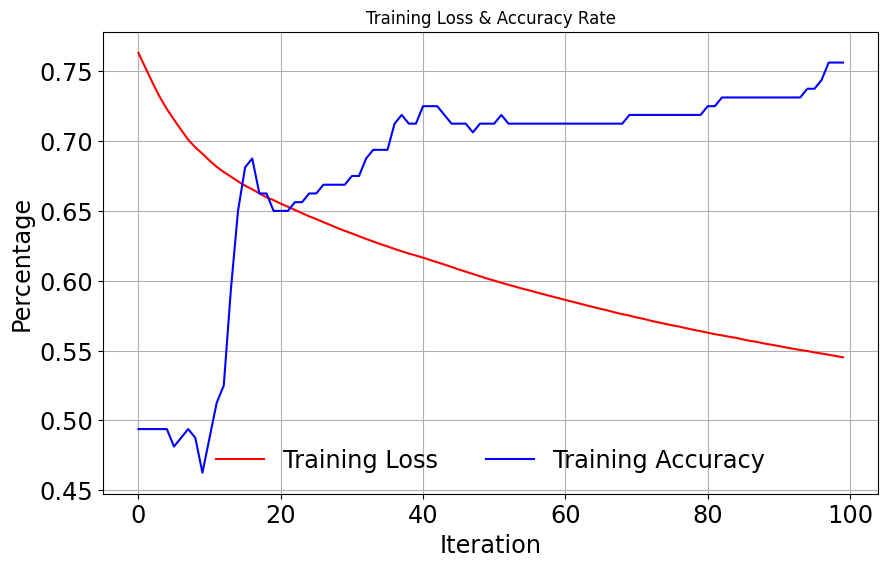 Training Loss & Accuracy Rate
0.75
0.70
0.65
0.60
0.55
0.50
0.45
Percentage
Training Loss
Training Accuracy
0 20 40 60 80 100
Iteration